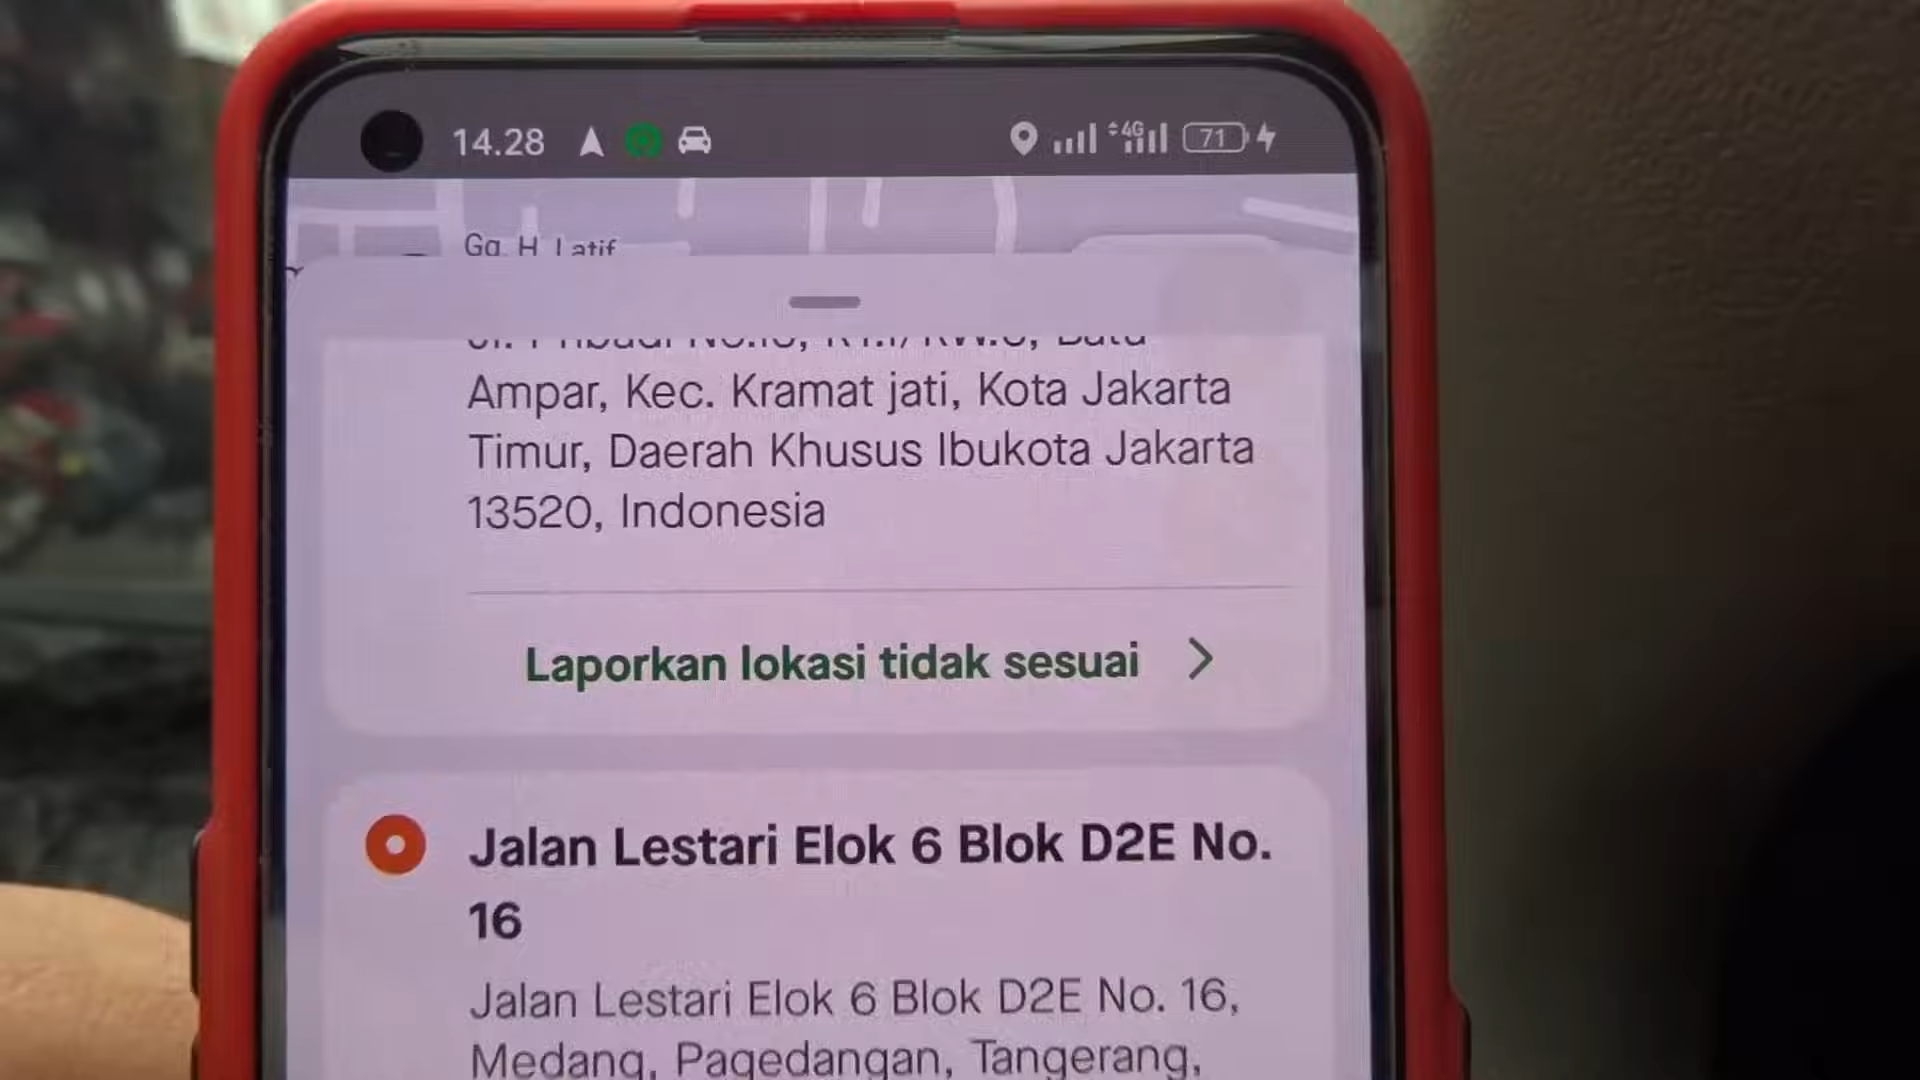 14.28
4G
71
Gg. H. Latif
Batu
Ampar, Kec. Kramat jati, Kota Jakarta
Timur, Daerah Khusus Ibukota Jakarta
13520, Indonesia
Laporkan lokasi tidak sesuai
Jalan Lestari Elok 6 Blok D2E No.
16
Jalan Lestari Elok 6 Blok D2E No. 16,
Medang, Pagedangan, Tangerang,